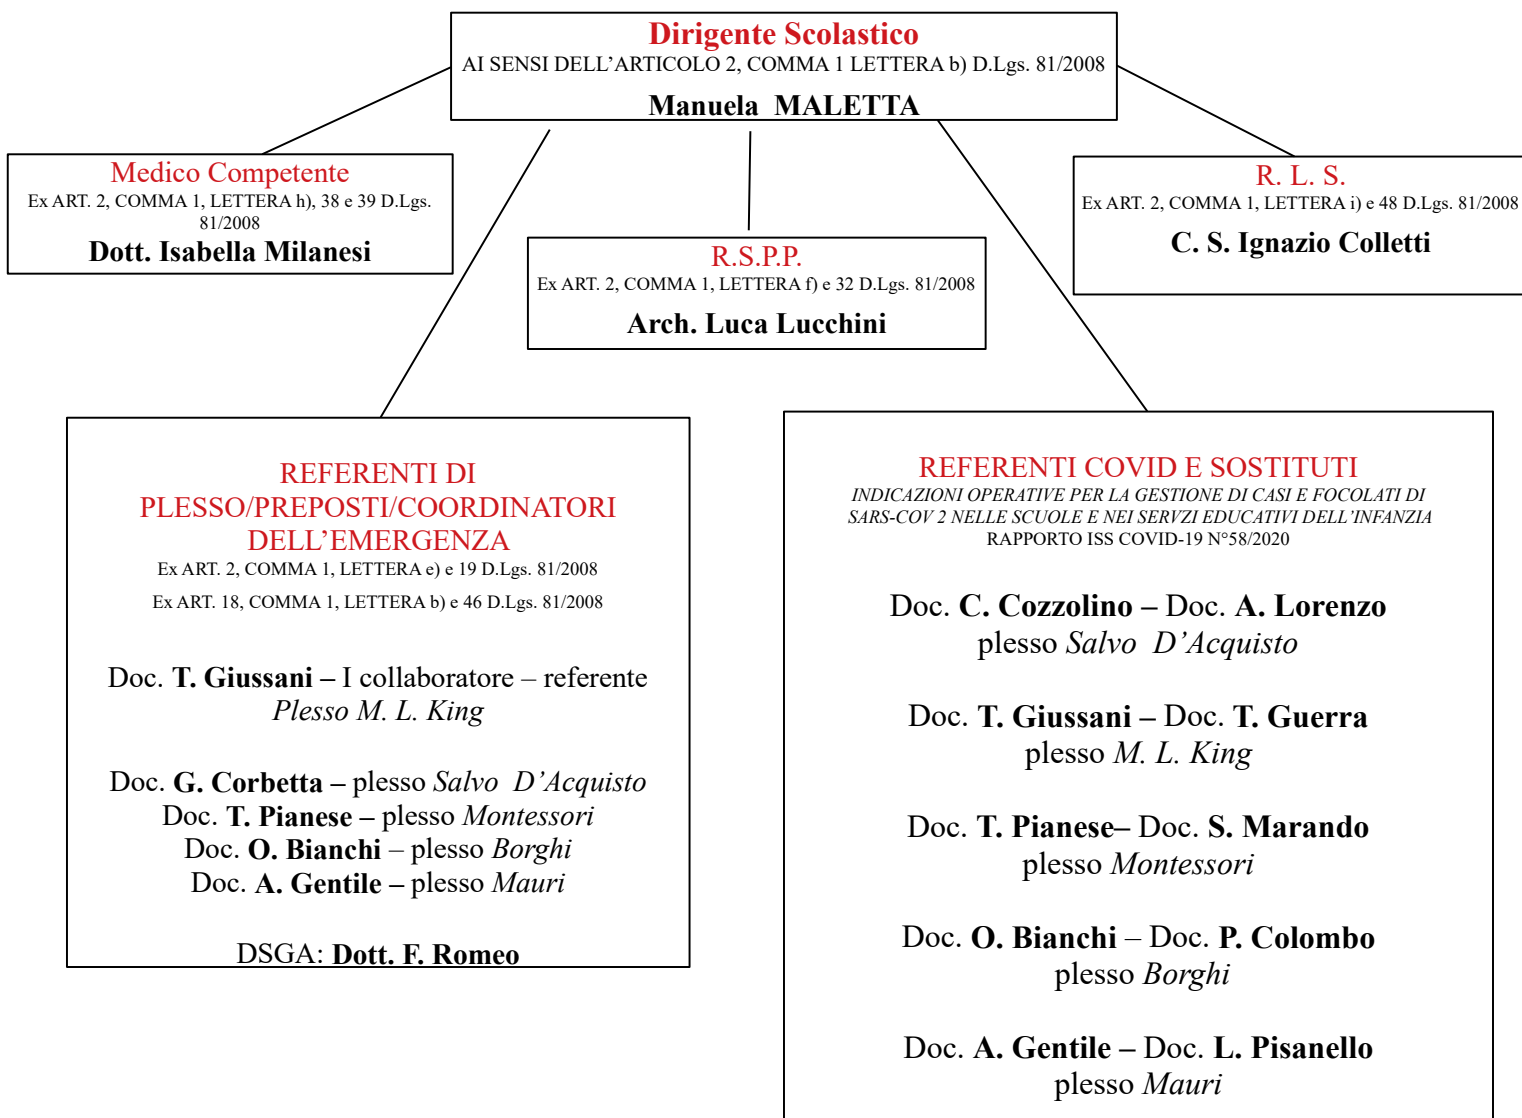 Dirigente Scolastico
AI SENSI DELL’ARTICOLO 2, COMMA 1 LETTERA b) D.Lgs. 81/2008
Manuela MALETTA
Medico Competente
Ex ART. 2, COMMA 1, LETTERA h), 38 e 39 D.Lgs.
81/2008
Dott. Isabella Milanesi
R. L. S.
Ex ART. 2, COMMA 1, LETTERA i) e 48 D.Lgs. 81/2008
C. S. Ignazio Colletti
R.S.P.P.
Ex ART. 2, COMMA 1, LETTERA f) e 32 D.Lgs. 81/2008
Arch. Luca Lucchini
REFERENTI DI
PLESSO/PREPOSTI/COORDINATORI
DELL’EMERGENZA
Ex ART. 2, COMMA 1, LETTERA e) e 19 D.Lgs. 81/2008
Ex ART. 18, COMMA 1, LETTERA b) e 46 D.Lgs. 81/2008
Doc. T. Giussani – I collaboratore – referente
Plesso M. L. King
Doc. G. Corbetta – plesso Salvo D’Acquisto
Doc. T. Pianese – plesso Montessori
Doc. O. Bianchi – plesso Borghi
Doc. A. Gentile – plesso Mauri
DSGA: Dott. F. Romeo
REFERENTI COVID E SOSTITUTI
INDICAZIONI OPERATIVE PER LA GESTIONE DI CASI E FOCOLATI DI
SARS-COV 2 NELLE SCUOLE E NEI SERVZI EDUCATIVI DELL’INFANZIA
RAPPORTO ISS COVID-19 N°58/2020
Doc. C. Cozzolino – Doc. A. Lorenzo
plesso Salvo D’Acquisto
Doc. T. Giussani – Doc. T. Guerra
plesso M. L. King
Doc. T. Pianese– Doc. S. Marando
plesso Montessori
Doc. O. Bianchi – Doc. P. Colombo
plesso Borghi
Doc. A. Gentile – Doc. L. Pisanello
plesso Mauri